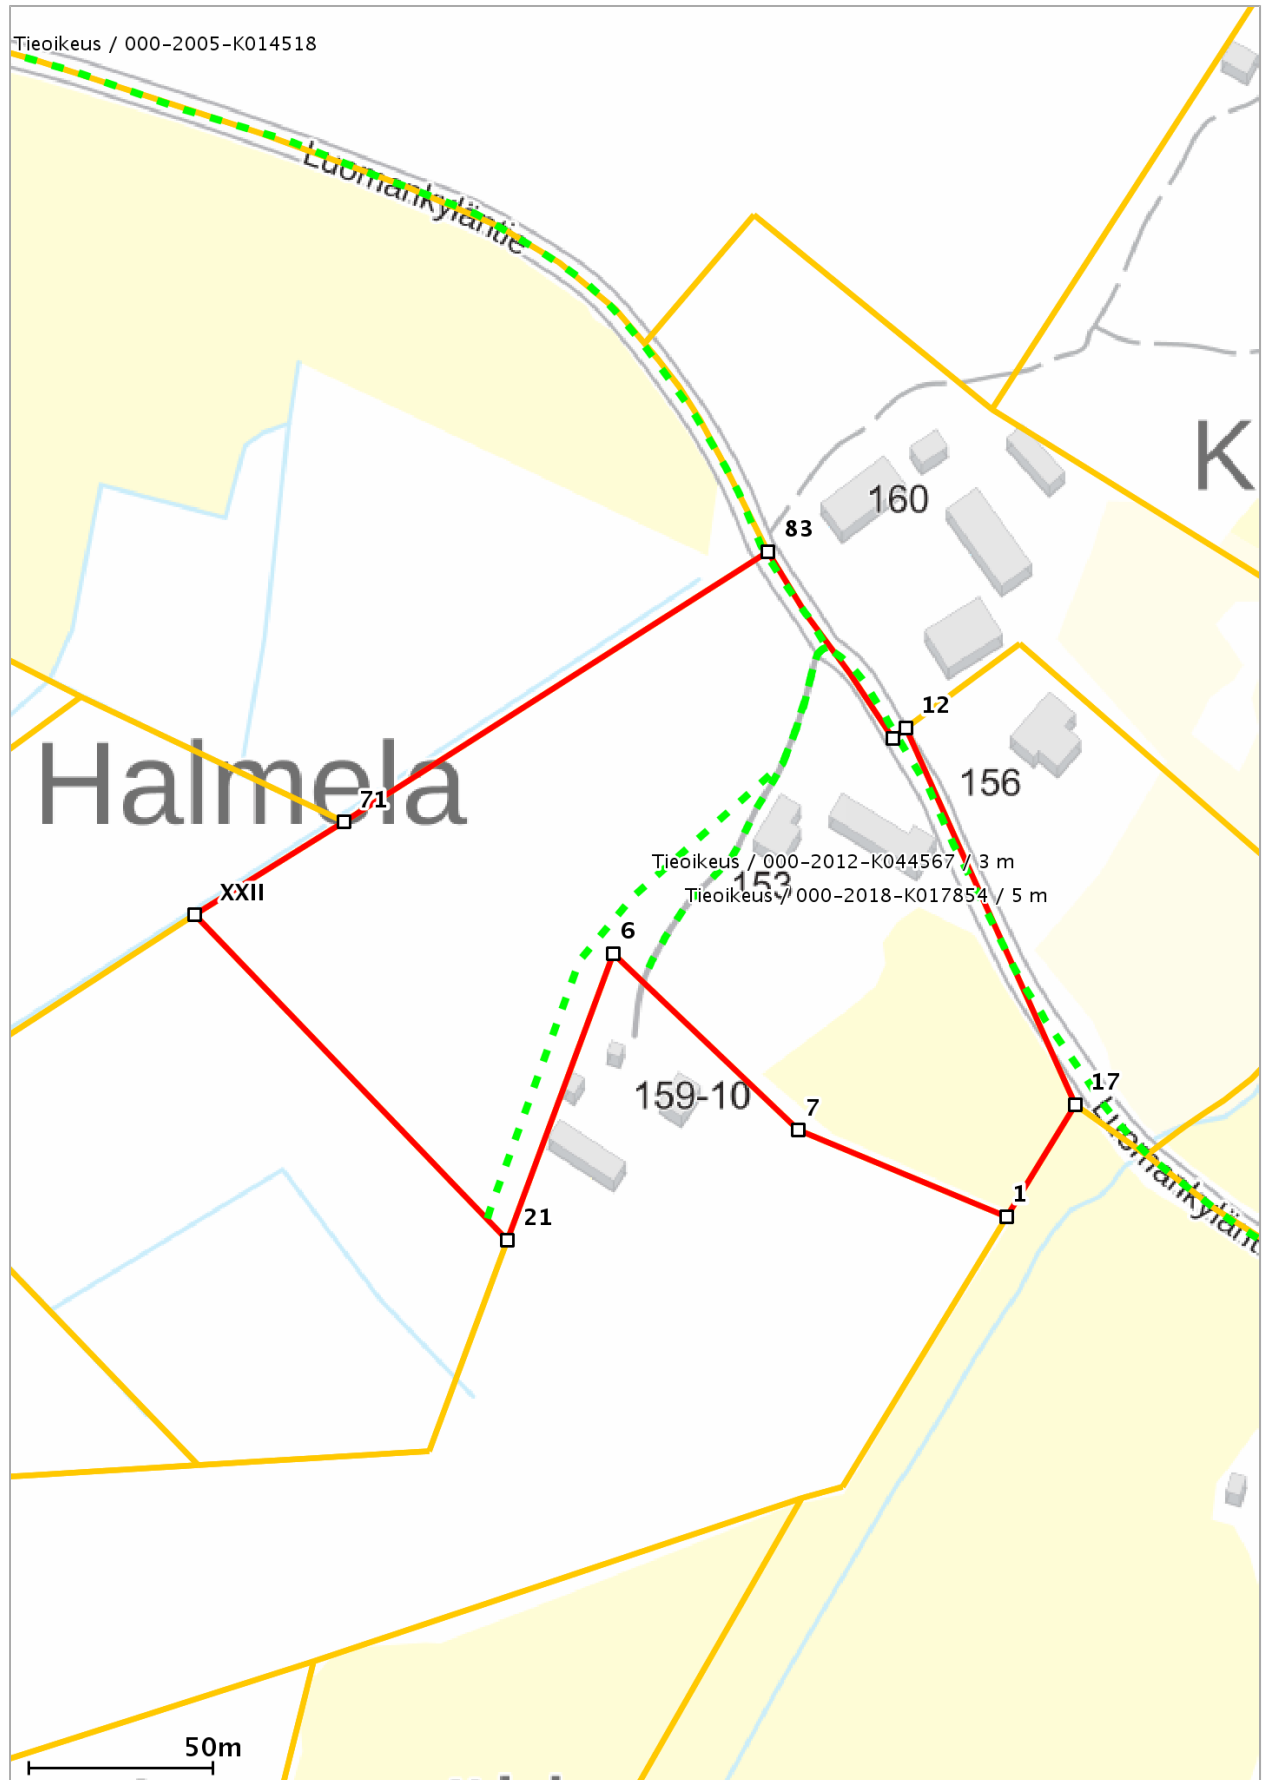 Tieoikeus / 000-2005-K014518
Luomankyläntie
K
160
83
12
156
Halmela
71
Tieoikeus / 000-2012-K044567 / 3 m
153
Tieoikeus / 000-2018-K017854 / 5 m
XXII
6
17
159-10
7
Luomankylänt
1
21
50m